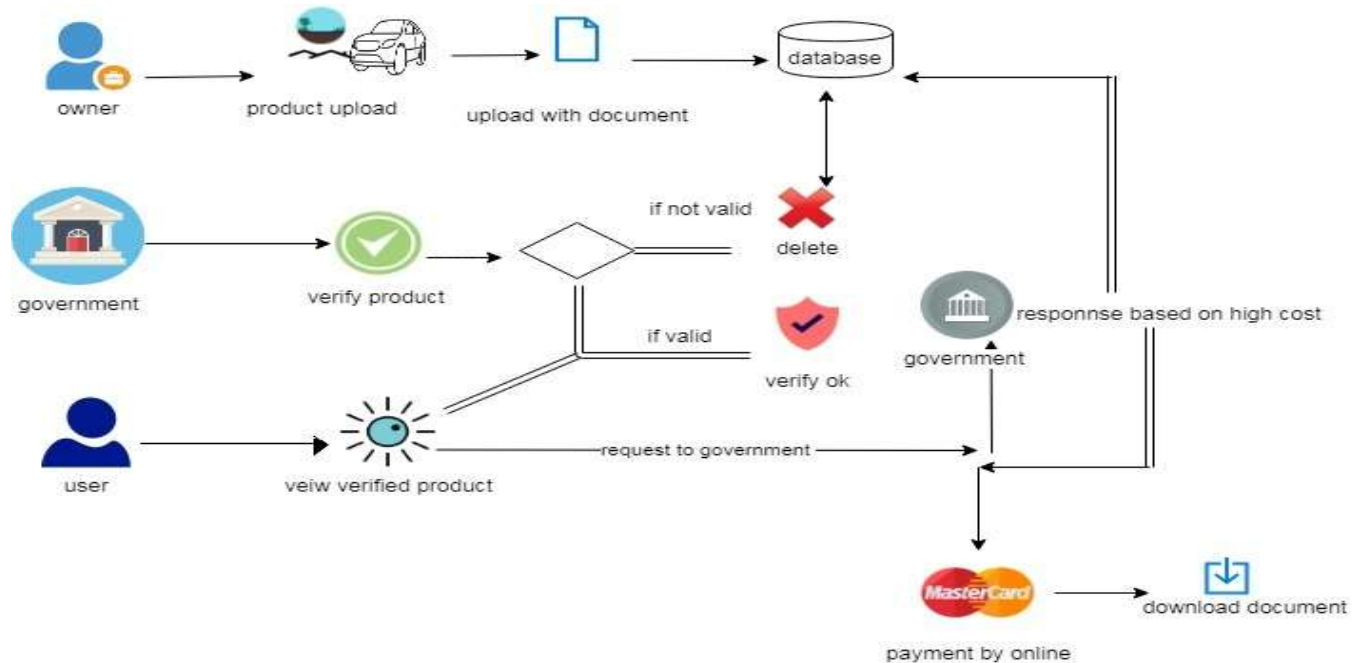 database
owner
product upload
upload with document
if not valid
delete
government
verify product
responnse based on high cost
if valid
government
verify ok
request to government
user
veiw verified product
MasterCard
download document
payment by online